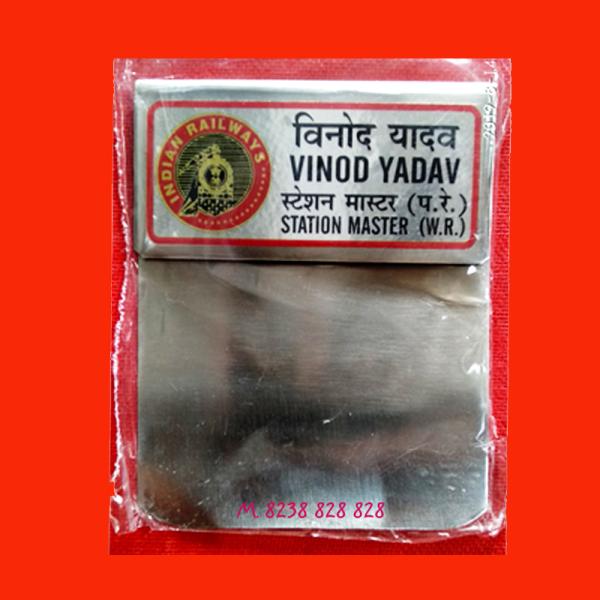 INDIAN RAILWAYS
विनोद यादव
VINOD YADAV
स्टेशन मास्टर (प.रे.)
STATION MASTER (W.R.)
M. 8238 828 828